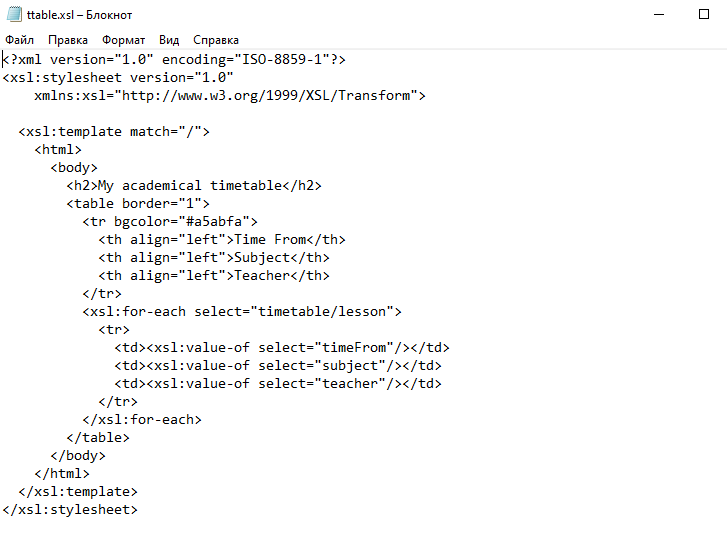 ttable.xsl – Блокнот
Файл Правка Формат Вид Справка
<?xml version="1.0" encoding="ISO-8859-1"?>
<xsl:stylesheet version="1.0"
    xmlns:xsl="http://www.w3.org/1999/XSL/Transform">

  <xsl:template match="/">
    <html>
      <body>
        <h2>My academical timetable</h2>
        <table border="1">
          <tr bgcolor="#a5abfa">
            <th align="left">Time From</th>
            <th align="left">Subject</th>
            <th align="left">Teacher</th>
          </tr>
          <xsl:for-each select="timetable/lesson">
            <tr>
              <td><xsl:value-of select="timeFrom"/></td>
              <td><xsl:value-of select="subject"/></td>
              <td><xsl:value-of select="teacher"/></td>
            </tr>
          </xsl:for-each>
        </table>
      </body>
    </html>
  </xsl:template>
</xsl:stylesheet>